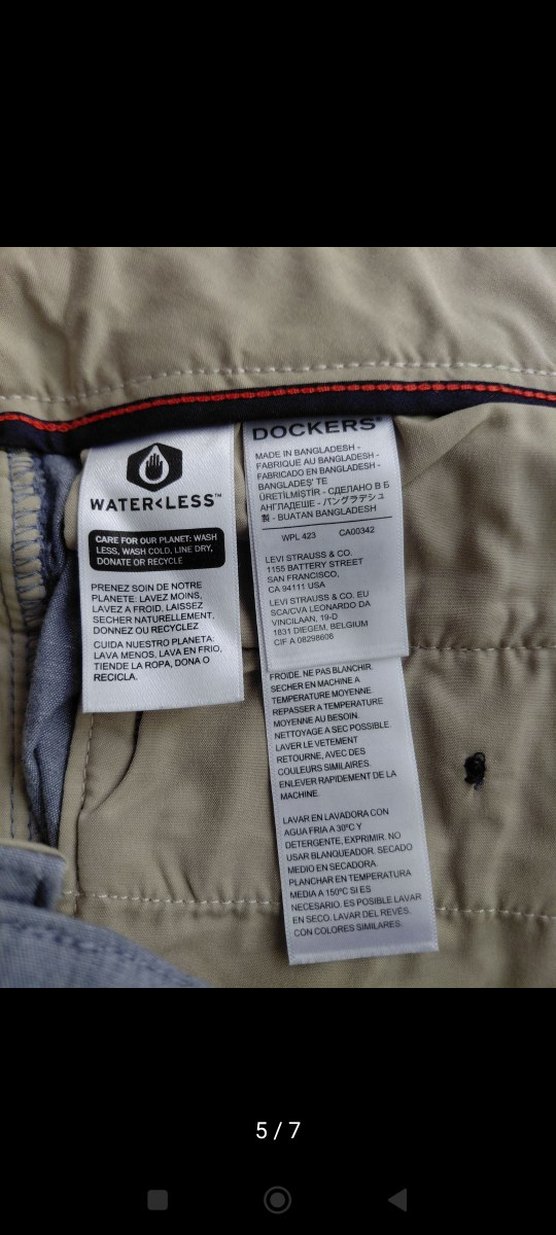 WATER<LESS™
CARE FOR OUR PLANET: WASH
LESS, WASH COLD, LINE DRY,
DONATE OR RECYCLE
PRENEZ SOIN DE NOTRE
PLANETE: LAVEZ MOINS,
LAVEZ A FROID, LAISSEZ
SECHER NATURELLEMENT,
DONNEZ OU RECYCLEZ
CUIDA NUESTRO PLANETA:
LAVA MENOS, LAVA EN FRIO,
TIENDE LA ROPA, DONA O
RECICLA.
DOCKERS®
MADE IN BANGLADESH -
FABRIQUE AU BANGLADESH -
FABRICADO EN BANGLADESH -
BANGLADEŞ' TE
ÜRETİLMİŞTİR - СДЕЛАНО В Б
АНГЛАДЕШЕ - バングラデシュ
製 - BUATAN BANGLADESH
WPL 423 CA00342
LEVI STRAUSS & CO.
1155 BATTERY STREET
SAN FRANCISCO,
CA 94111 USA
LEVI STRAUSS & CO. EU
SCA/CVA LEONARDO DA
VINCILAAN, 19-D
1831 DIEGEM, BELGIUM
CIF A 08298606
FROIDE. NE PAS BLANCHIR.
SECHER EN MACHINE A
TEMPERATURE MOYENNE
REPASSER A TEMPERATURE
MOYENNE AU BESOIN.
NETTOYAGE A SEC POSSIBLE.
LAVER LE VETEMENT
RETOURNE, AVEC DES
COULEURS SIMILAIRES.
ENLEVER RAPIDEMENT DE LA
MACHINE.
LAVAR EN LAVADORA CON
AGUA FRIA A 30ºC Y
DETERGENTE, EXPRIMIR. NO
USAR BLANQUEADOR. SECADO
MEDIO EN SECADORA.
PLANCHAR EN TEMPERATURA
MEDIA A 150ºC SI ES
NECESARIO. ES POSIBLE LAVAR
EN SECO. LAVAR DEL REVÉS.
CON COLORES SIMILARES.
5 / 7